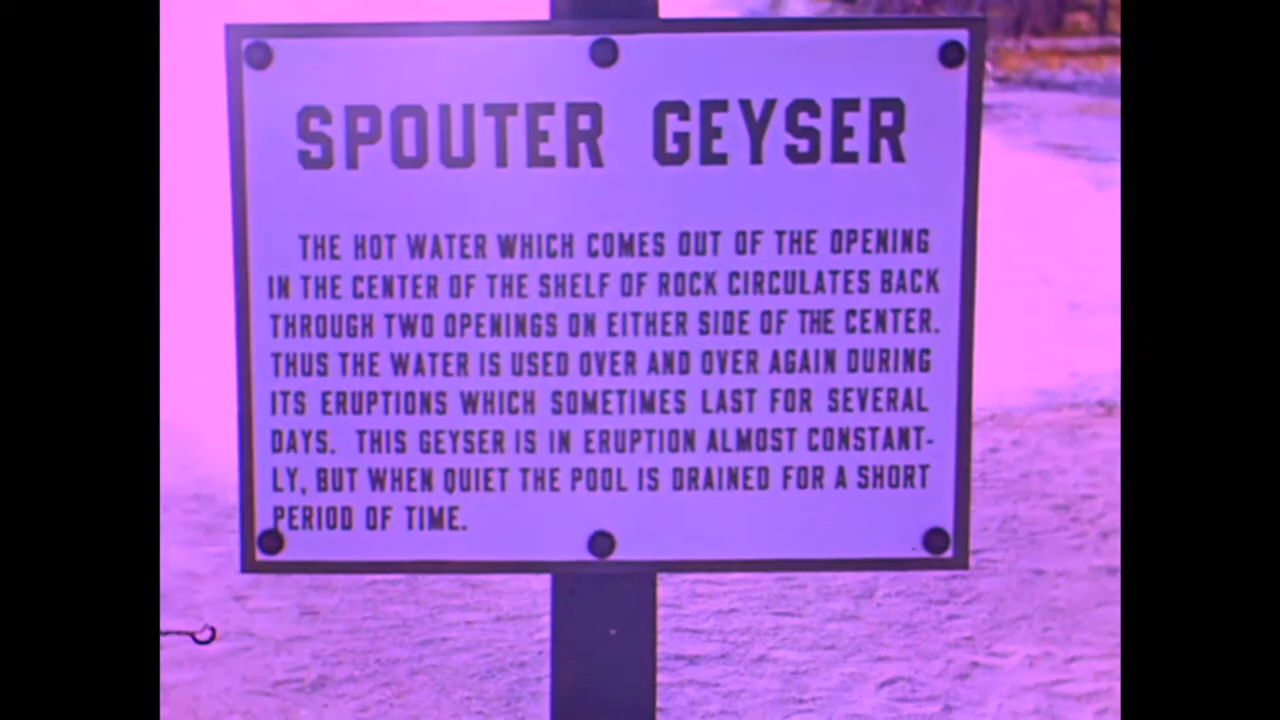 SPOUTER GEYSER
THE HOT WATER WHICH COMES OUT OF THE OPENING
IN THE CENTER OF THE SHELF OF ROCK CIRCULATES BACK
THROUGH TWO OPENINGS ON EITHER SIDE OF THE CENTER.
THUS THE WATER IS USED OVER AND OVER AGAIN DURING
ITS ERUPTIONS WHICH SOMETIMES LAST FOR SEVERAL
DAYS. THIS GEYSER IS IN ERUPTION ALMOST CONSTANT-
LY, BUT WHEN QUIET THE POOL IS DRAINED FOR A SHORT
PERIOD OF TIME.